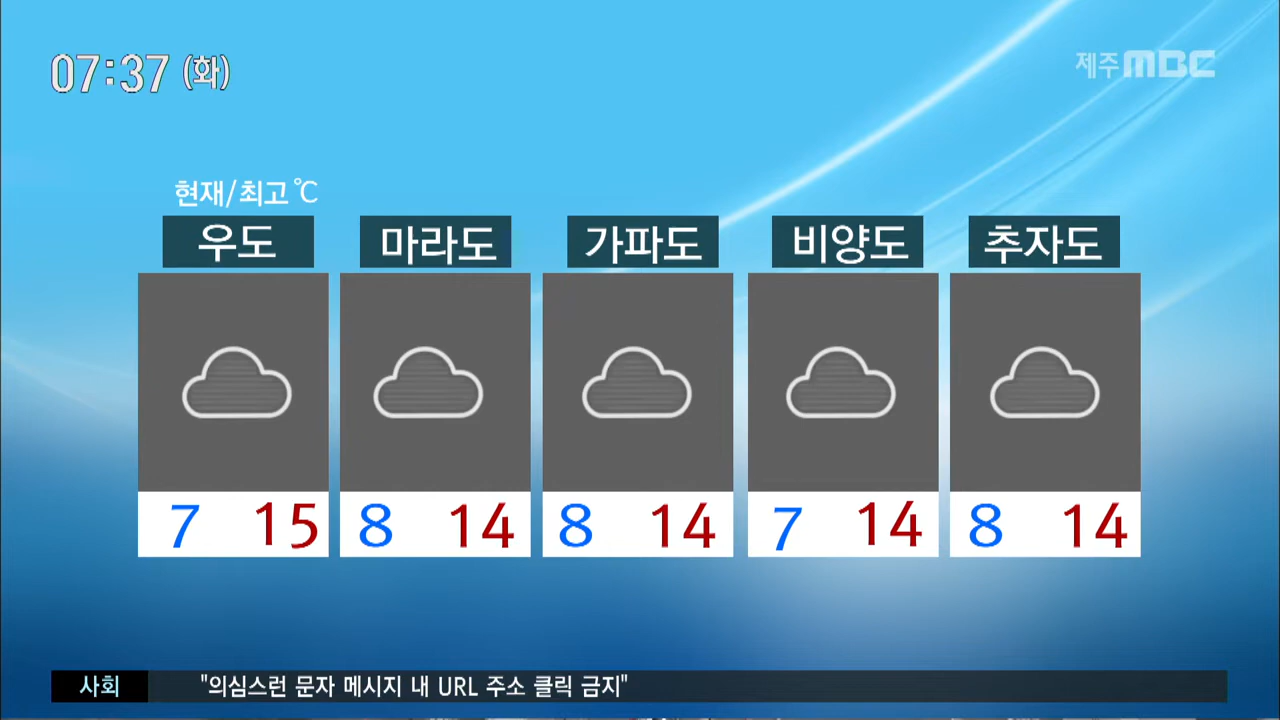 07:37 (화)
제주MBC
현재/최고 ℃
우도 마라도 가파도 비양도 추자도
7 15 8 14 8 14 7 14 8 14
사회 "의심스런 문자 메시지 내 URL 주소 클릭 금지"